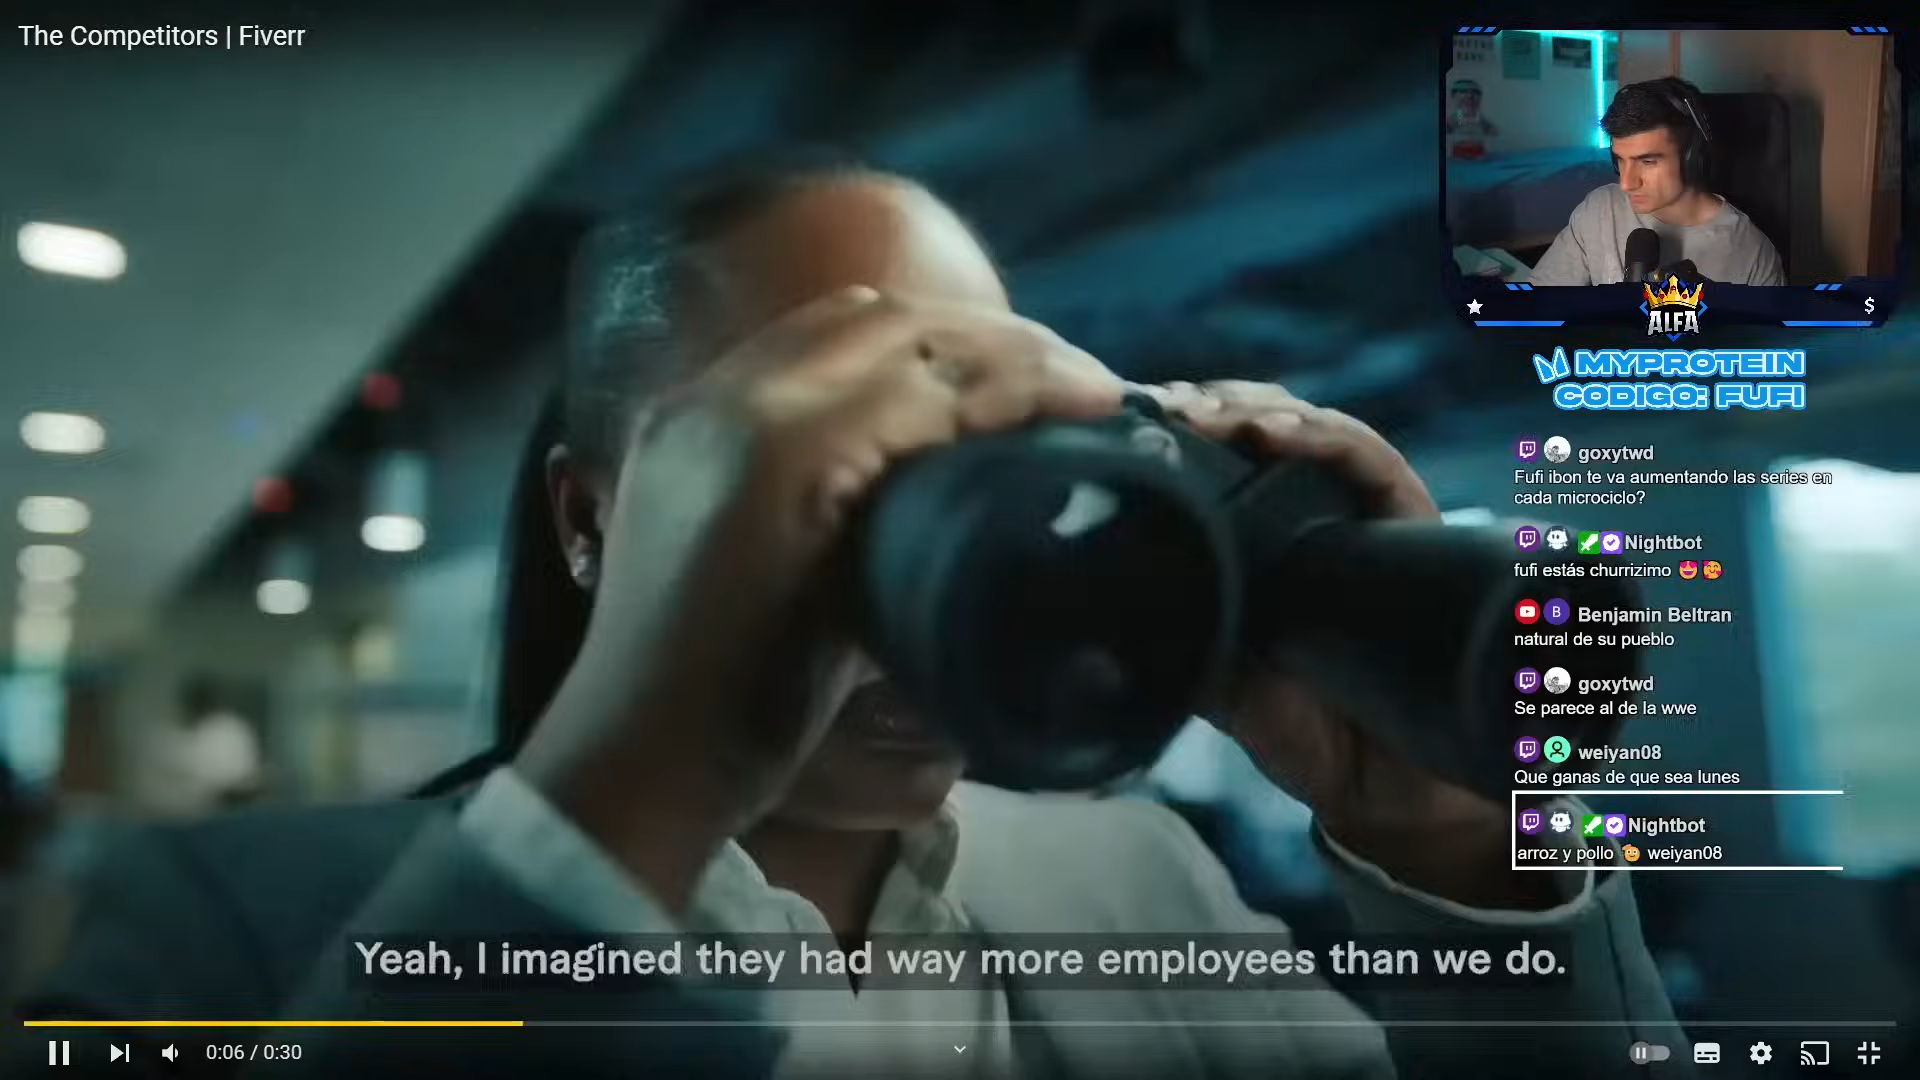 The Competitors | Fiverr
ALFA
MYPROTEIN
CODIGO: FUFI
goxytwd
Fufi ibon te va aumentando las series en
cada microciclo?
Nightbot
fufi estás churrizimo 😍 🥰
B Benjamin Beltran
natural de su pueblo
goxytwd
Se parece al de la wwe
weiyan08
Que ganas de que sea lunes
Nightbot
arroz y pollo 🤠 weiyan08
Yeah, I imagined they had way more employees than we do.
0:06 / 0:30